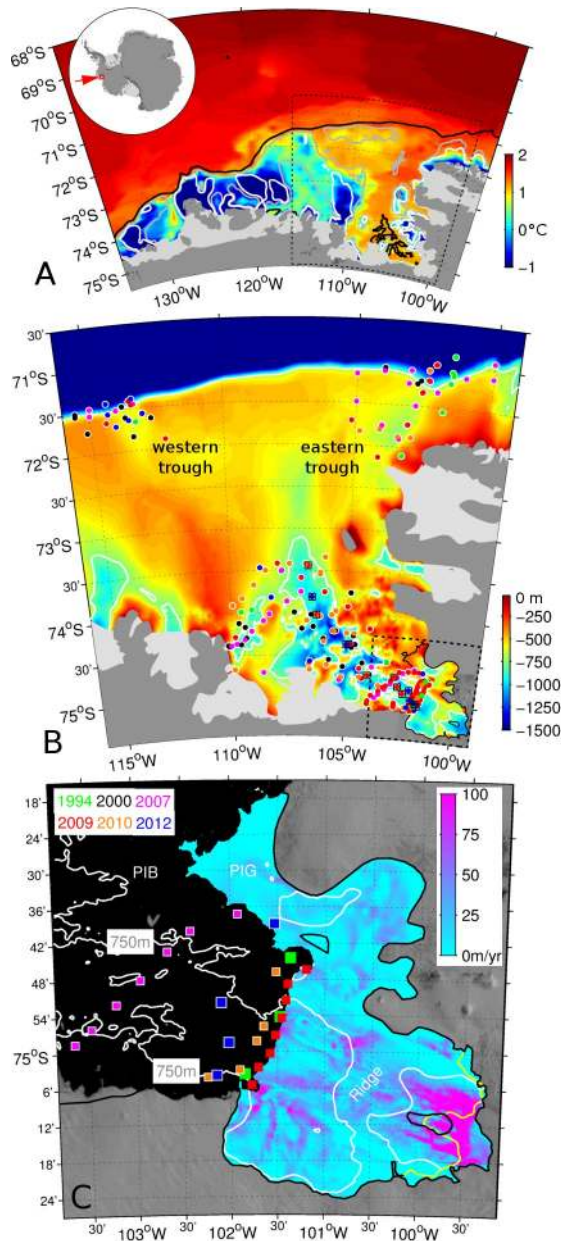 68°S
69°S
70°S
71°S
72°S
73°S
74°S
75°S
130°W
120°W
110°W
100°W
2
1
0°C
−1
A
30'
71°S
30'
72°S
30'
73°S
30'
74°S
30'
75°S
western trough
eastern trough
0 m
−250
−500
−750
−1000
−1250
−1500
B
115°W
110°W
105°W
100°W
1994 2000 2007
2009 2010 2012
18'
24'
30'
36'
42'
48'
54'
75°S
6'
12'
18'
24'
PIB
PIG
750m
750m
Ridge
100
75
50
25
0m/yr
C
30'
103°W
30'
102°W
30'
101°W
30'
100°W
30'